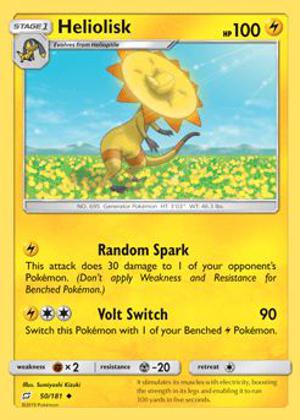 STAGE1 Heliolisk HP100
Evolves from Helioptile
NO. 695 Generator Pokémon HT: 3'03" WT: 46.3 lbs.
Random Spark
This attack does 30 damage to 1 of your opponent's
Pokémon. (Don't apply Weakness and Resistance for
Benched Pokémon.)
Volt Switch 90
Switch this Pokémon with 1 of your Benched Pokémon.
weakness ×2 resistance -20 retreat
Illus. Sumiyoshi Kizuki
50/181
©2019 Pokémon
It stimulates its muscles with electricity, boosting
the strength in its legs and enabling it to run
100 yards in five seconds.